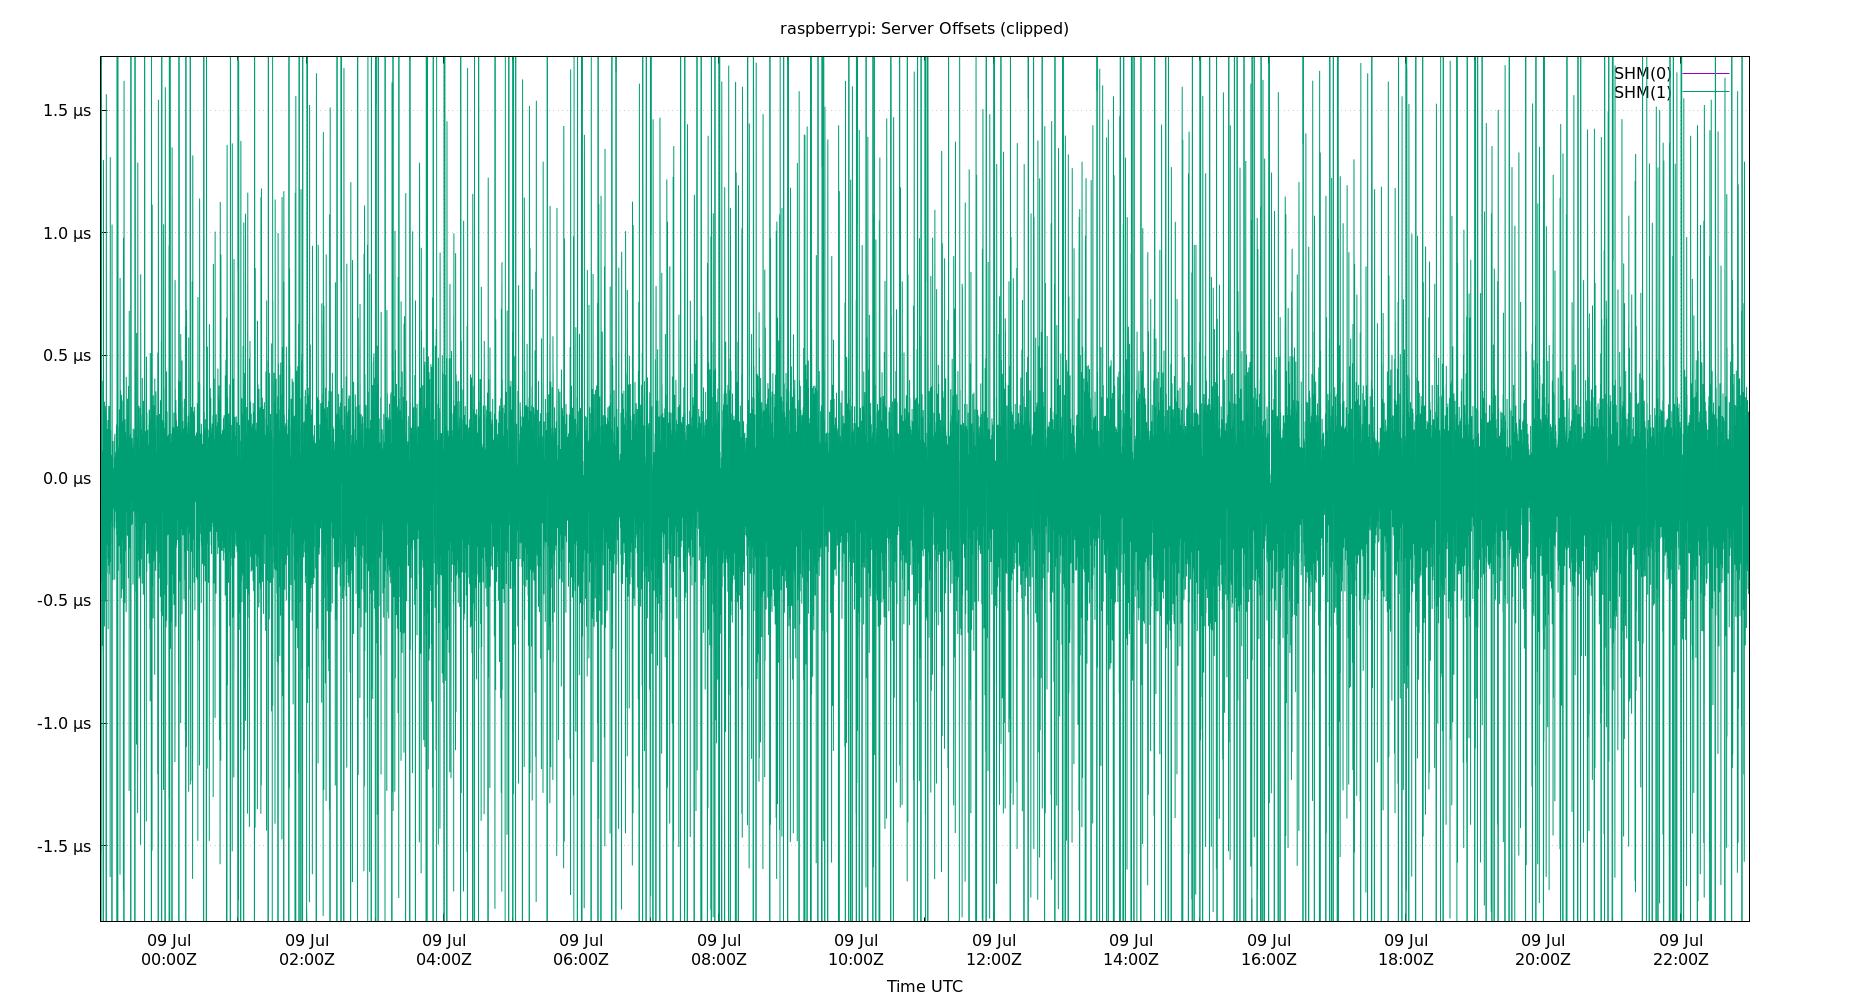 raspberrypi: Server Offsets (clipped)
SHM(0)
SHM(1)
1.5 µs
1.0 µs
0.5 µs
0.0 µs
-0.5 µs
-1.0 µs
-1.5 µs
09 Jul 09 Jul 09 Jul 09 Jul 09 Jul 09 Jul 09 Jul 09 Jul 09 Jul 09 Jul 09 Jul 09 Jul
00:00Z 02:00Z 04:00Z 06:00Z 08:00Z 10:00Z 12:00Z 14:00Z 16:00Z 18:00Z 20:00Z 22:00Z
Time UTC